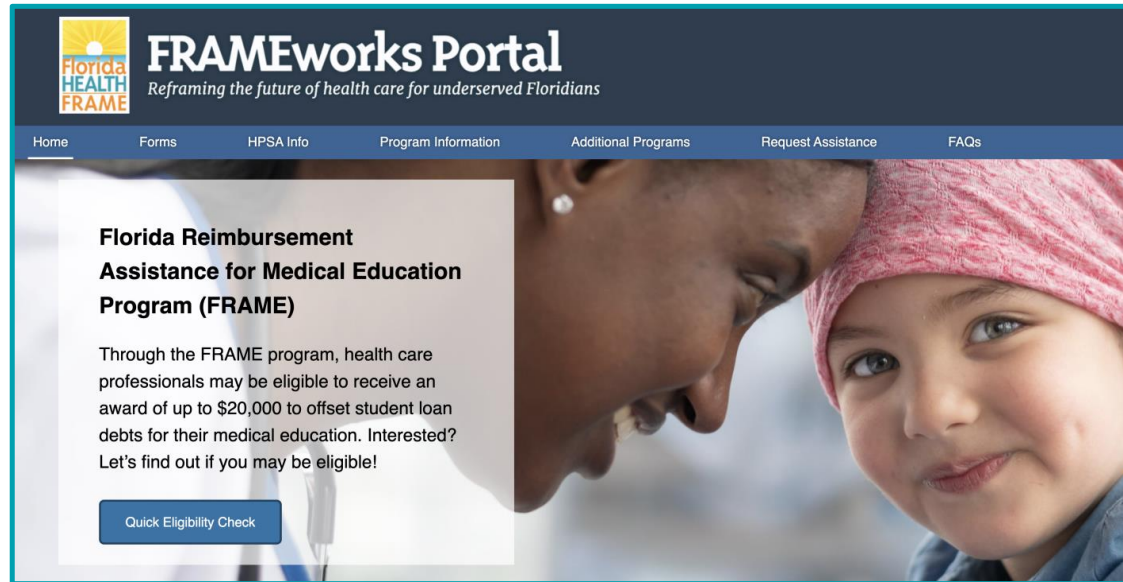 Florida
HEALTH
FRAME
FRAMEworks Portal
Reframing the future of health care for underserved Floridians
Home Forms HPSA Info Program Information Additional Programs Request Assistance FAQs
Florida Reimbursement
Assistance for Medical Education
Program (FRAME)
Through the FRAME program, health care
professionals may be eligible to receive an
award of up to $20,000 to offset student loan
debts for their medical education. Interested?
Let's find out if you may be eligible!
Quick Eligibility Check